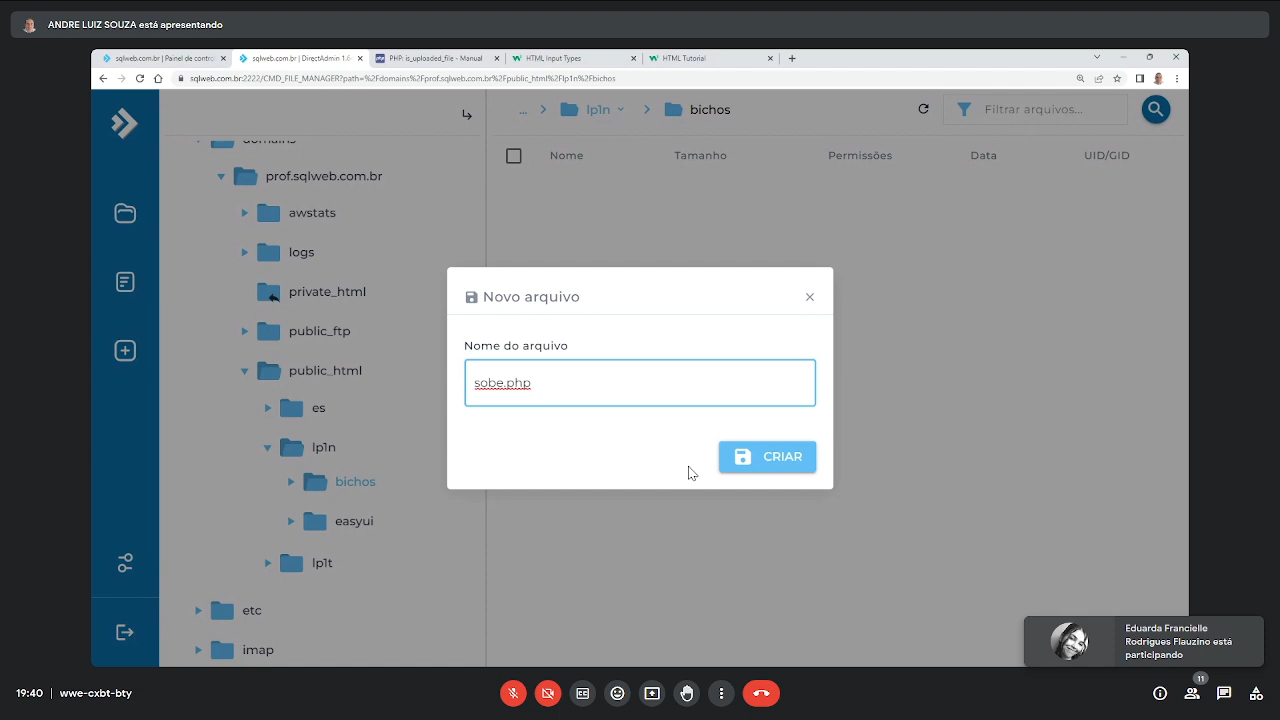 ANDRE LUIZ SOUZA está apresentando
sqlweb.com.br | Painel de contro
sqlweb.com.br | DirectAdmin 1.6
PHP: is_uploaded_file - Manual
HTML Input Types
HTML Tutorial
sqlweb.com.br:2222/CMD_FILE_MANAGER?path=%2Fdomains%2Fprof.sqlweb.com.br%2Fpublic_html%2Flp1n%2Fbichos
... lp1n bichos
Filtrar arquivos...
Nome Tamanho Permissões Data UID/GID
domains
prof.sqlweb.com.br
awstats
logs
private_html
public_ftp
public_html
es
lp1n
bichos
easyui
lp1t
etc
imap
Novo arquivo
Nome do arquivo
sobe.php
CRIAR
Eduarda Francielle
Rodrigues Flauzino está
participando
19:40 | wwe-cxbt-bty
11